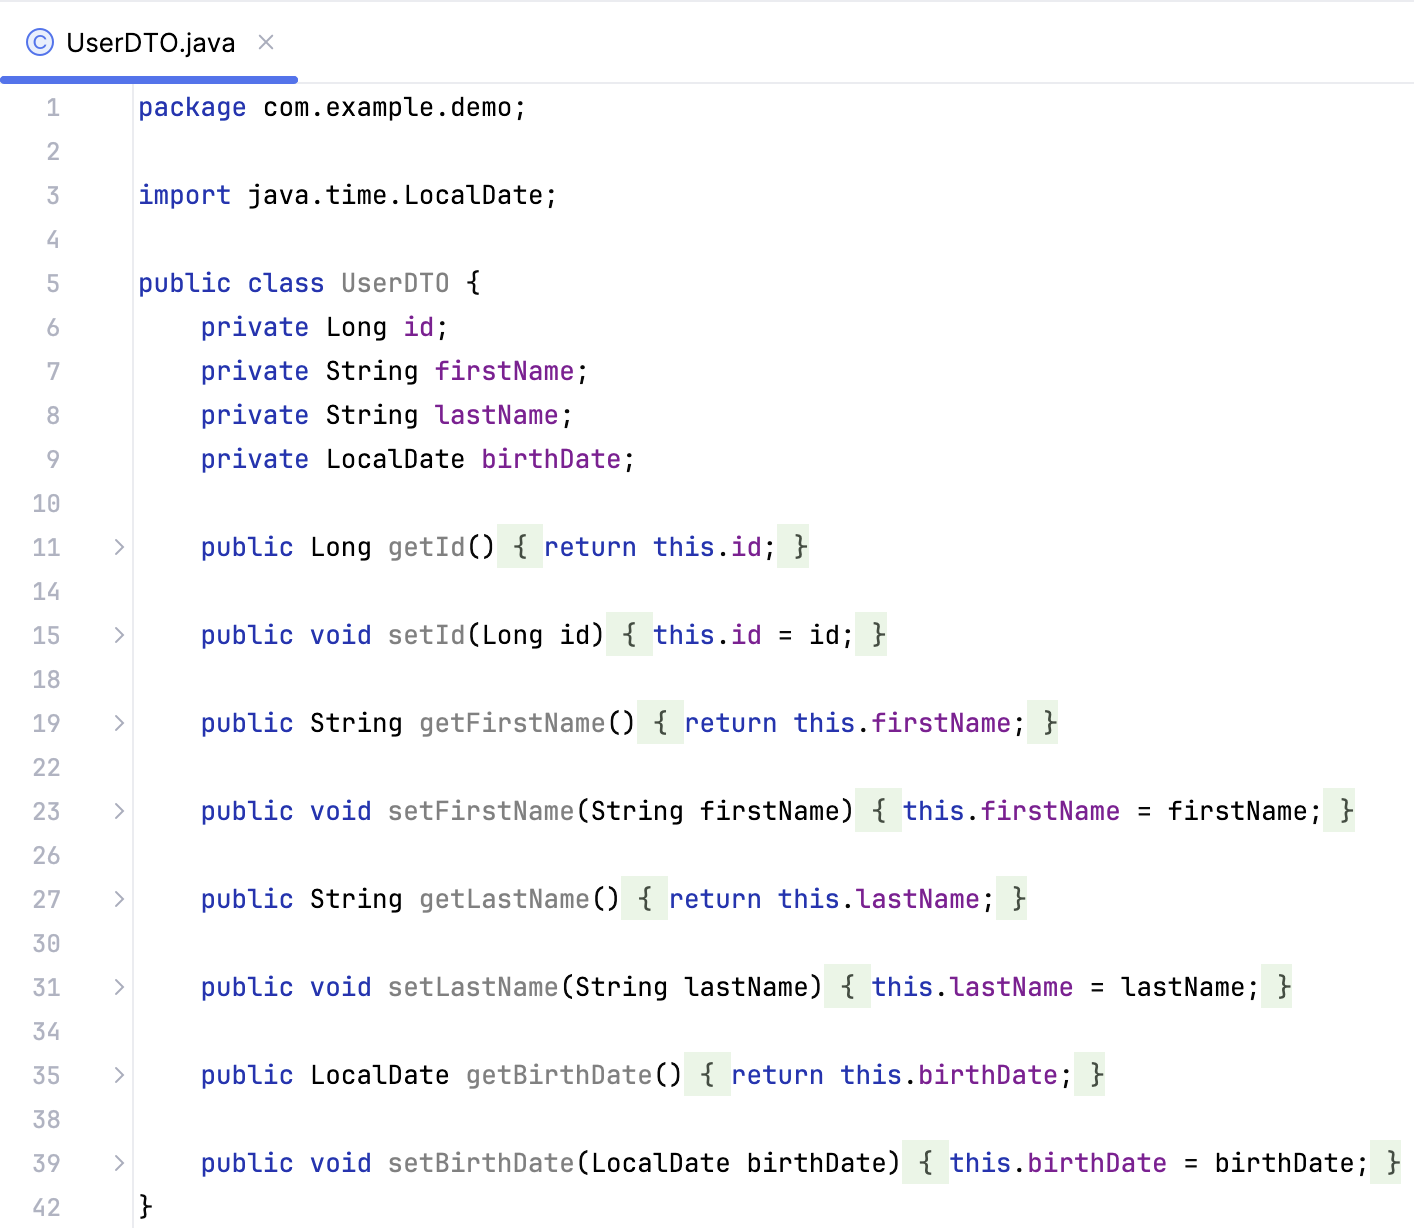 UserDTO.java
1 package com.example.demo;
2
3 import java.time.LocalDate;
4
5 public class UserDTO {
6     private Long id;
7     private String firstName;
8     private String lastName;
9     private LocalDate birthDate;
10
11     public Long getId() { return this.id; }
14
15     public void setId(Long id) { this.id = id; }
18
19     public String getFirstName() { return this.firstName; }
22
23     public void setFirstName(String firstName) { this.firstName = firstName; }
26
27     public String getLastName() { return this.lastName; }
30
31     public void setLastName(String lastName) { this.lastName = lastName; }
34
35     public LocalDate getBirthDate() { return this.birthDate; }
38
39     public void setBirthDate(LocalDate birthDate) { this.birthDate = birthDate; }
42 }